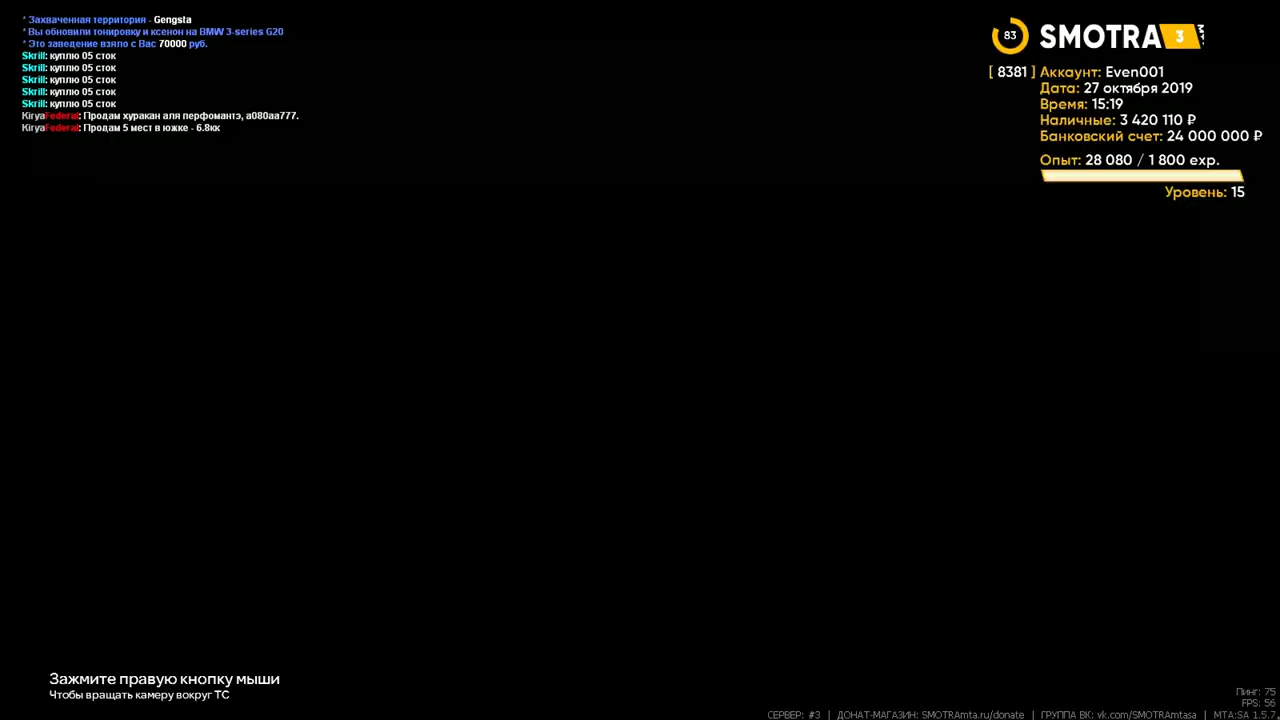 * Захваченная территория - Gengsta
* Вы обновили тонировку и ксенон на BMW 3-series G20
* Это заведение взяло с Вас 70000 руб.
Skrill: куплю 05 сток
Skrill: куплю 05 сток
Skrill: куплю 05 сток
Skrill: куплю 05 сток
Skrill: куплю 05 сток
KiryaFederal: Продам хуракан аля перфомантэ, а080аа777.
KiryaFederal: Продам 5 мест в южке - 6.8кк
83 SMOTRA 3
[ 8381 ] Аккаунт: Even001
Дата: 27 октября 2019
Время: 15:19
Наличные: 3 420 110 ₽
Банковский счет: 24 000 000 ₽
Опыт: 28 080 / 1 800 exp.
Уровень: 15
Зажмите правую кнопку мыши
Чтобы вращать камеру вокруг ТС
Пинг: 75
FPS: 56
СЕРВЕР: #3 | ДОНАТ-МАГАЗИН: SMOTRAmta.ru/donate | ГРУППА ВК: vk.com/SMOTRAmtasa | MTA:SA 1.5.7